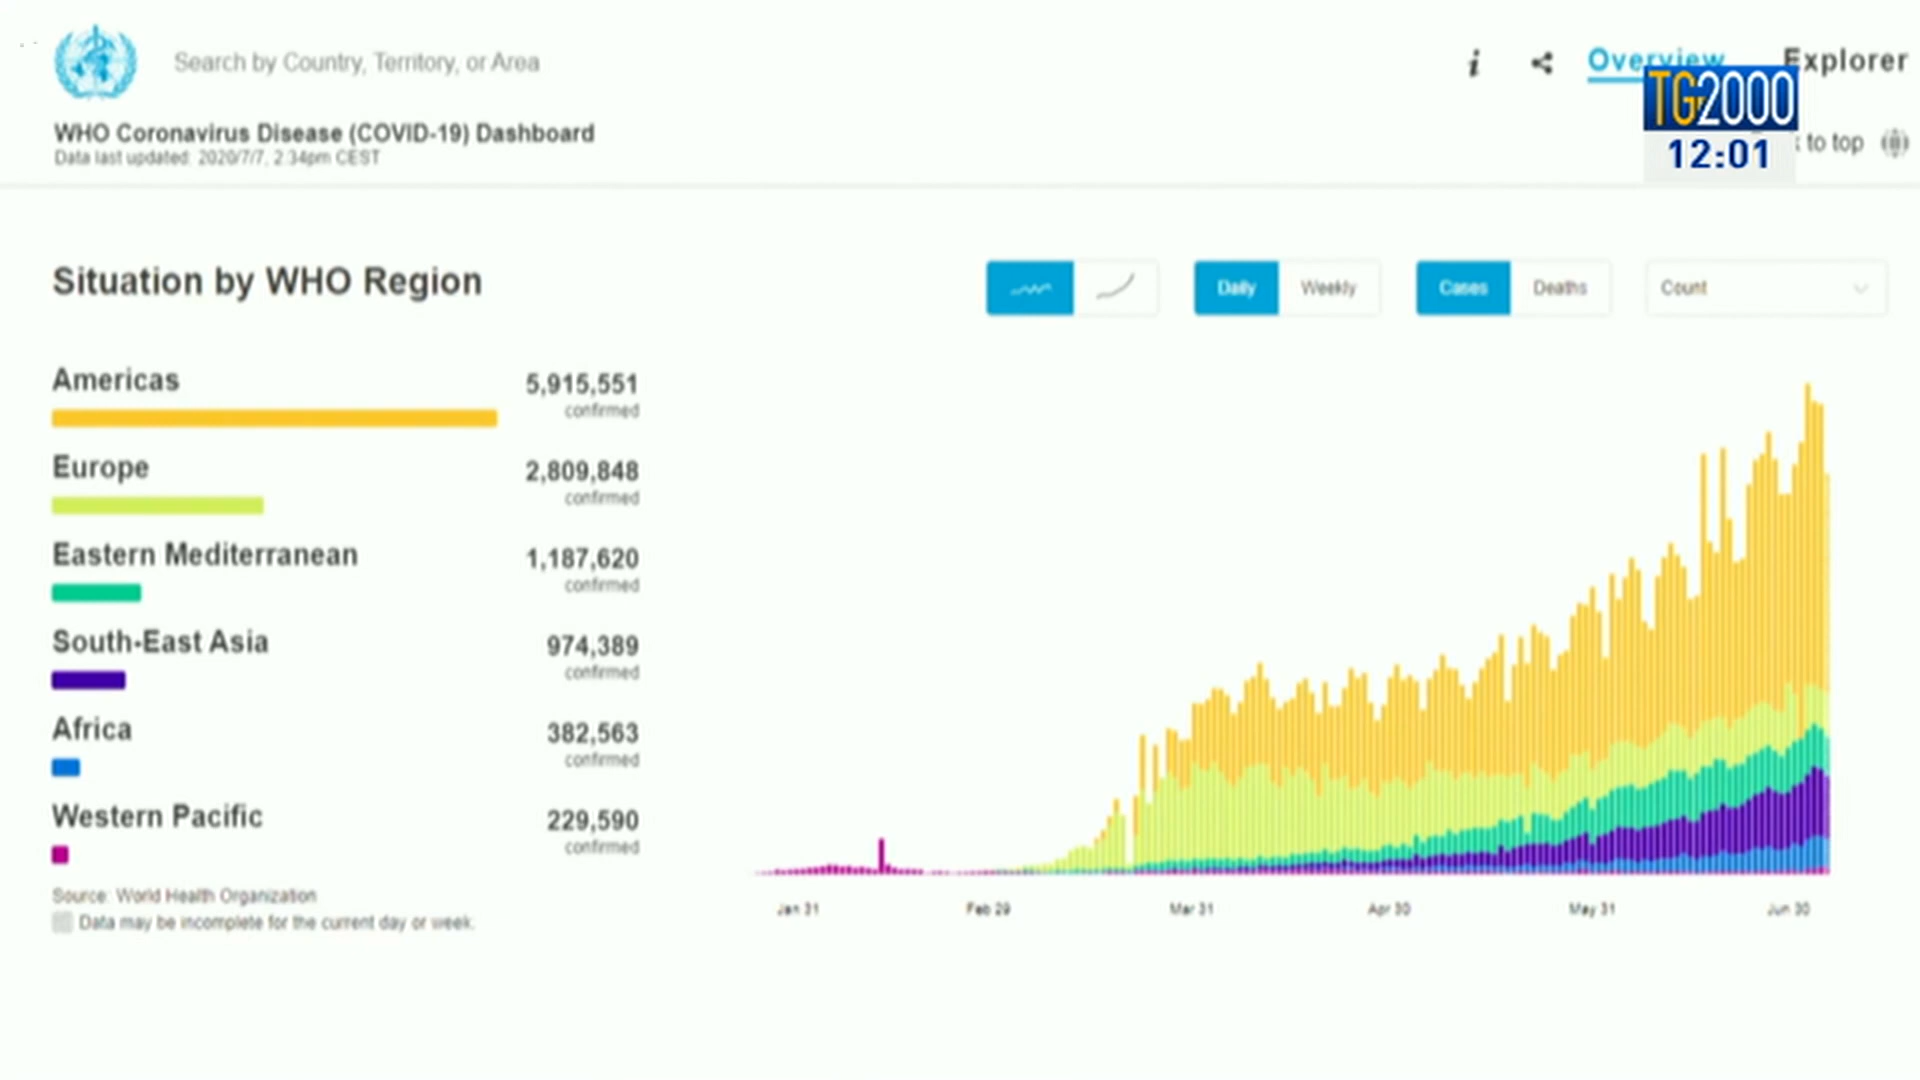 Search by Country, Territory, or Area
i
Overview
Explorer
TG2000
12:01
WHO Coronavirus Disease (COVID-19) Dashboard
Data last updated: 2020/7/7, 2:34pm CEST
to top
Situation by WHO Region
Daily
Weekly
Cases
Deaths
Count
Americas
5,915,551
confirmed
Europe
2,809,848
confirmed
Eastern Mediterranean
1,187,620
confirmed
South-East Asia
974,389
confirmed
Africa
382,563
confirmed
Western Pacific
229,590
confirmed
Source: World Health Organization
Data may be incomplete for the current day or week.
Jan 31
Feb 29
Mar 31
Apr 30
May 31
Jun 30